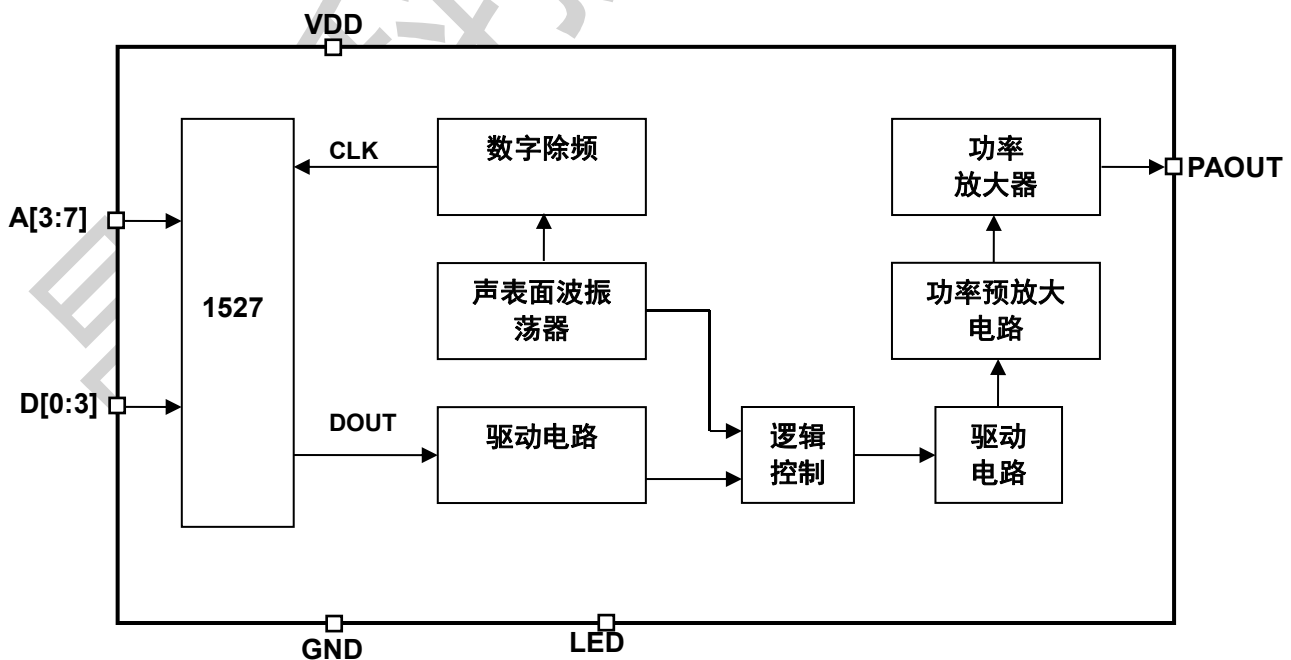 VDD
CLK
数字除频
功率
放大器
PAOUT
A[3:7]
1527
声表面波振
荡器
功率预放大
电路
D[0:3]
DOUT
驱动电路
逻辑
控制
驱动
电路
GND
LED